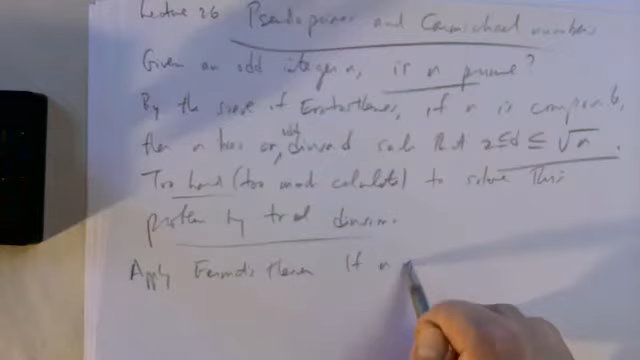 Lecture 26 Pseudoprimes and Carmichael numbers
Given an odd integer n, is n prime?
By the sieve of Eratosthenes, if n is composite,
then n has an odd divisor d such that 2 ≤ d ≤ √n.
Too hard (too much calculate) to solve this
problem by trial division.
Apply Fermat's theorem If n